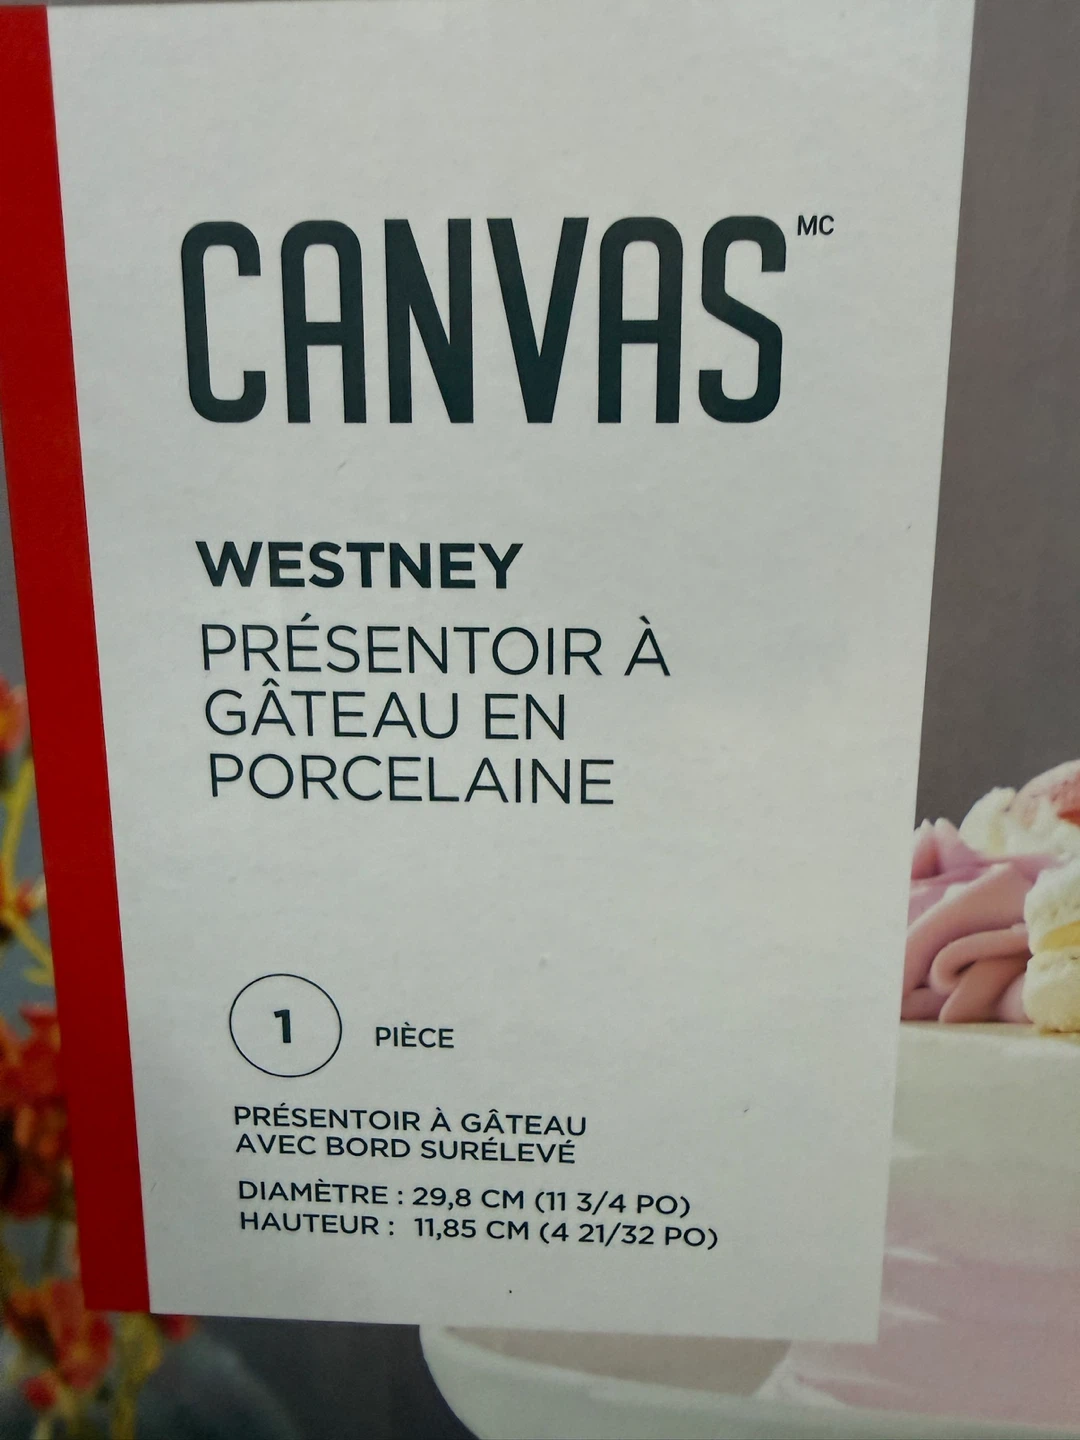 CANVAS MC
WESTNEY
PRÉSENTOIR À
GÂTEAU EN
PORCELAINE
1 PIÈCE
PRÉSENTOIR À GÂTEAU
AVEC BORD SURÉLEVÉ
DIAMÈTRE : 29,8 CM (11 3/4 PO)
HAUTEUR : 11,85 CM (4 21/32 PO)